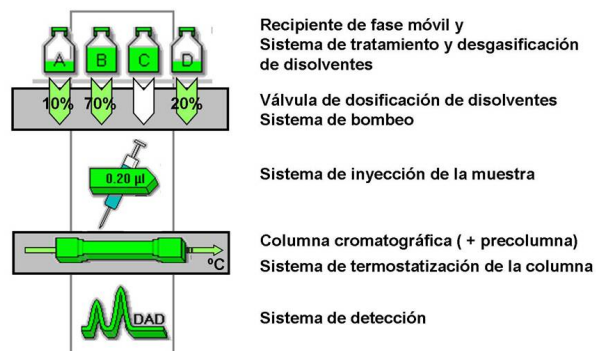 Recipiente de fase móvil y
Sistema de tratamiento y desgasificación
de disolventes
A B C D
10% 70% 20%
Válvula de dosificación de disolventes
Sistema de bombeo
0.20 µl
Sistema de inyección de la muestra
Columna cromatográfica ( + precolumna)
ºC
Sistema de termostatización de la columna
DAD
Sistema de detección